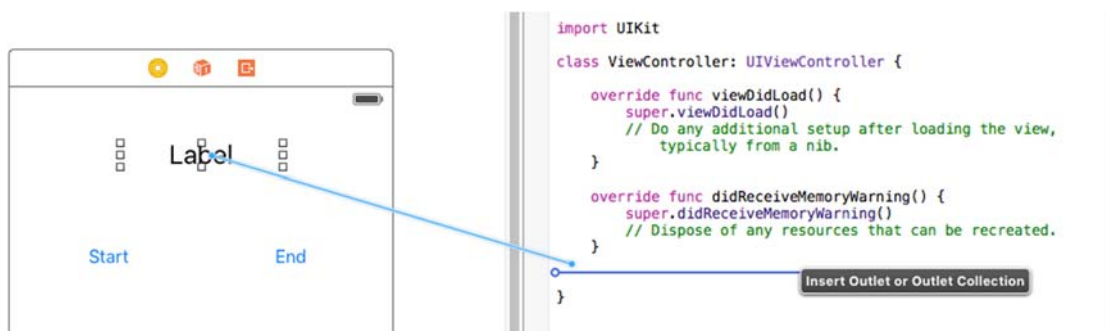 Label
Start
End
import UIKit
class ViewController: UIViewController {
override func viewDidLoad() {
super.viewDidLoad()
// Do any additional setup after loading the view,
typically from a nib.
}
override func didReceiveMemoryWarning() {
super.didReceiveMemoryWarning()
// Dispose of any resources that can be recreated.
}
Insert Outlet or Outlet Collection
}